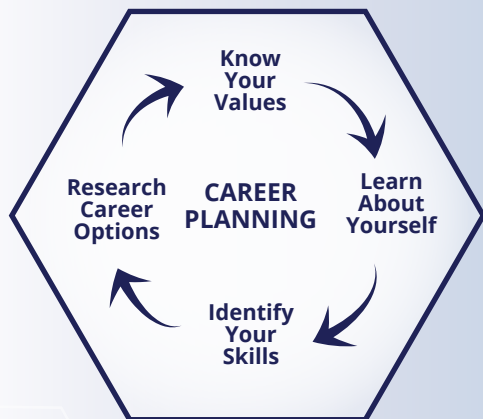 Know
Your
Values
Learn
About
Yourself
Identify
Your
Skills
Research
Career
Options
CAREER
PLANNING